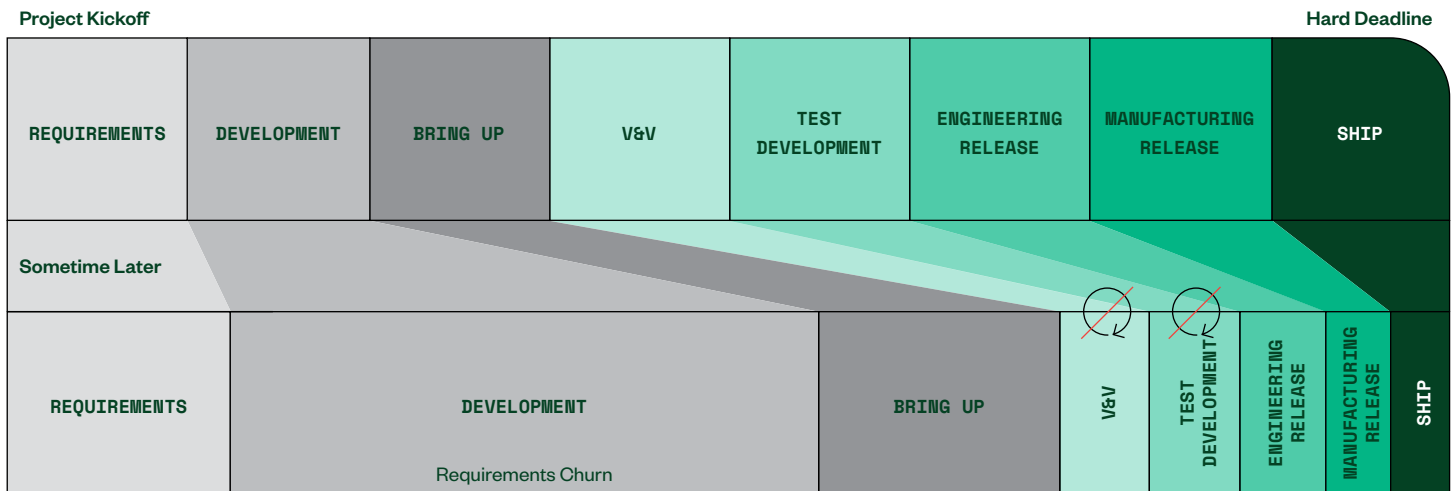 Project Kickoff
Hard Deadline
REQUIREMENTS
DEVELOPMENT
BRING UP
V&V
TEST
DEVELOPMENT
ENGINEERING
RELEASE
MANUFACTURING
RELEASE
SHIP
Sometime Later
REQUIREMENTS
DEVELOPMENT
Requirements Churn
BRING UP
V&V
TEST
DEVELOPMENT
ENGINEERING
RELEASE
MANUFACTURING
RELEASE
SHIP